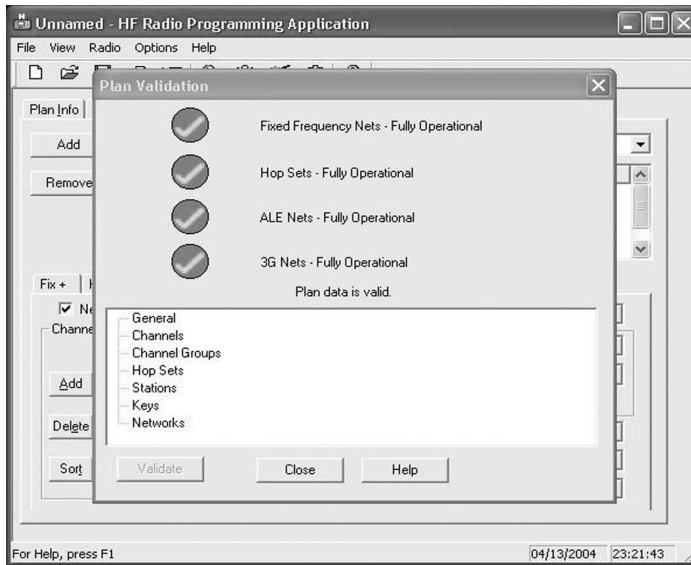 Unnamed - HF Radio Programming Application
File View Radio Options Help
Plan Validation
Plan Info
Add
Remove
Fixed Frequency Nets - Fully Operational
Hop Sets - Fully Operational
ALE Nets - Fully Operational
3G Nets - Fully Operational
Plan data is valid.
Fix +
Ne
Channe
Add
Delete
Sort
General
Channels
Channel Groups
Hop Sets
Stations
Keys
Networks
Validate Close Help
For Help, press F1
04/13/2004 23:21:43